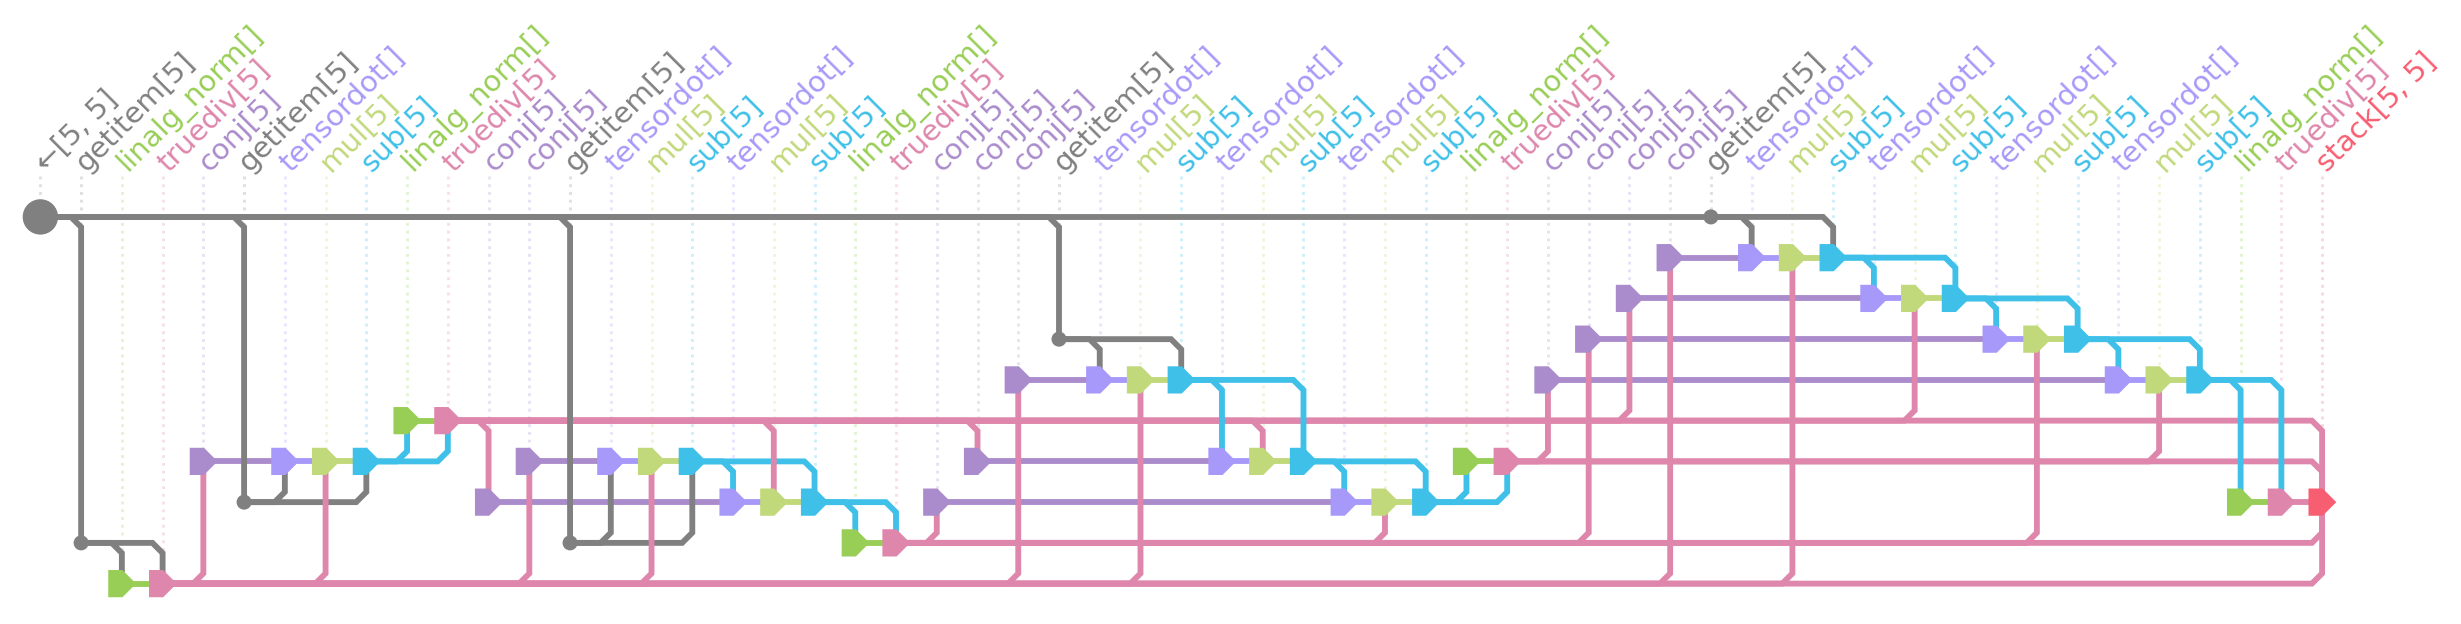 ←[5, 5]
getitem[5]
linalg_norm[]
truediv[5]
conj[5]
getitem[5]
tensordot[]
mul[5]
sub[5]
linalg_norm[]
truediv[5]
conj[5]
conj[5]
getitem[5]
tensordot[]
mul[5]
sub[5]
tensordot[]
mul[5]
sub[5]
linalg_norm[]
truediv[5]
conj[5]
conj[5]
conj[5]
getitem[5]
tensordot[]
mul[5]
sub[5]
tensordot[]
mul[5]
sub[5]
tensordot[]
mul[5]
sub[5]
linalg_norm[]
truediv[5]
conj[5]
conj[5]
conj[5]
conj[5]
getitem[5]
tensordot[]
mul[5]
sub[5]
tensordot[]
mul[5]
sub[5]
tensordot[]
mul[5]
sub[5]
tensordot[]
mul[5]
sub[5]
linalg_norm[]
truediv[5]
stack[5, 5]